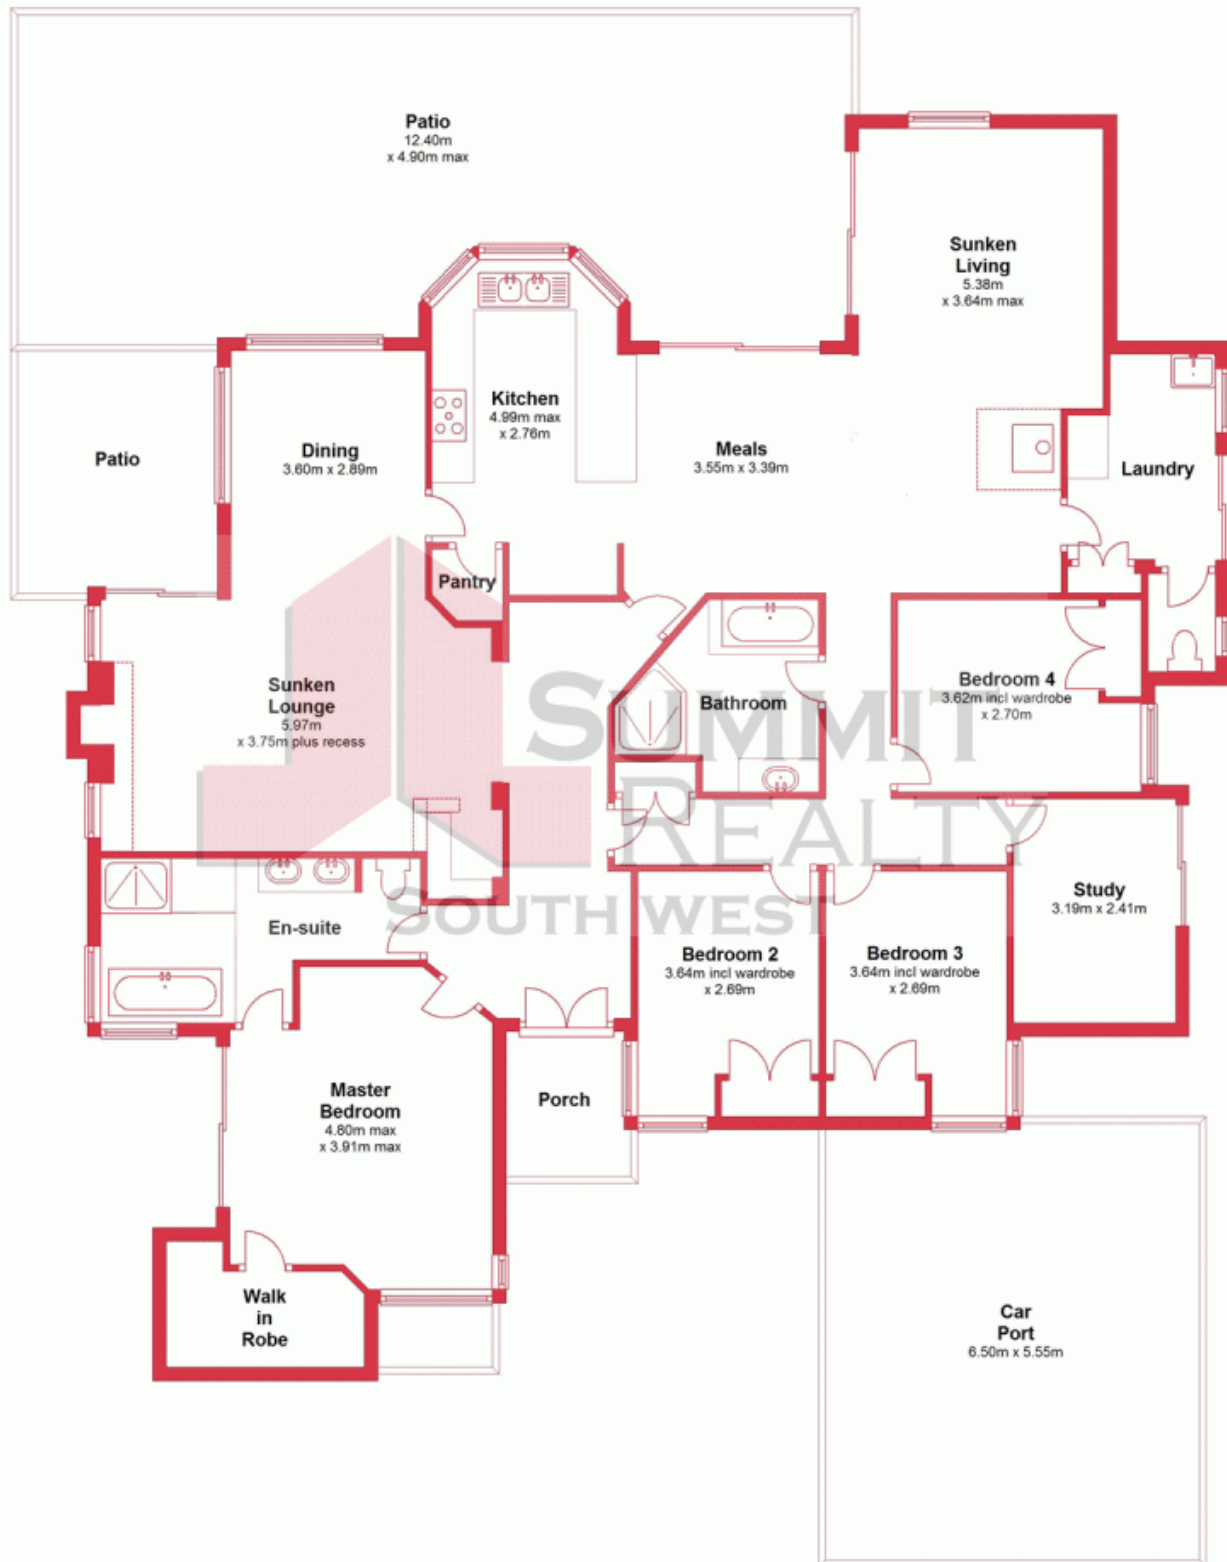 Patio
12.40m
x 4.90m max
Sunken
Living
5.38m
x 3.64m max
Kitchen
4.99m max
x 2.76m
Dining
3.60m x 2.89m
Patio
Meals
3.55m x 3.39m
Laundry
Pantry
Sunken
Lounge
5.97m
x 3.75m plus recess
Bathroom
Bedroom 4
3.62m incl wardrobe
x 2.70m
SUMMIT
REALTY
SOUTH WEST
Study
3.19m x 2.41m
En-suite
Bedroom 2
3.64m incl wardrobe
x 2.69m
Bedroom 3
3.64m incl wardrobe
x 2.69m
Master
Bedroom
4.80m max
x 3.91m max
Porch
Walk
in
Robe
Car
Port
6.50m x 5.55m